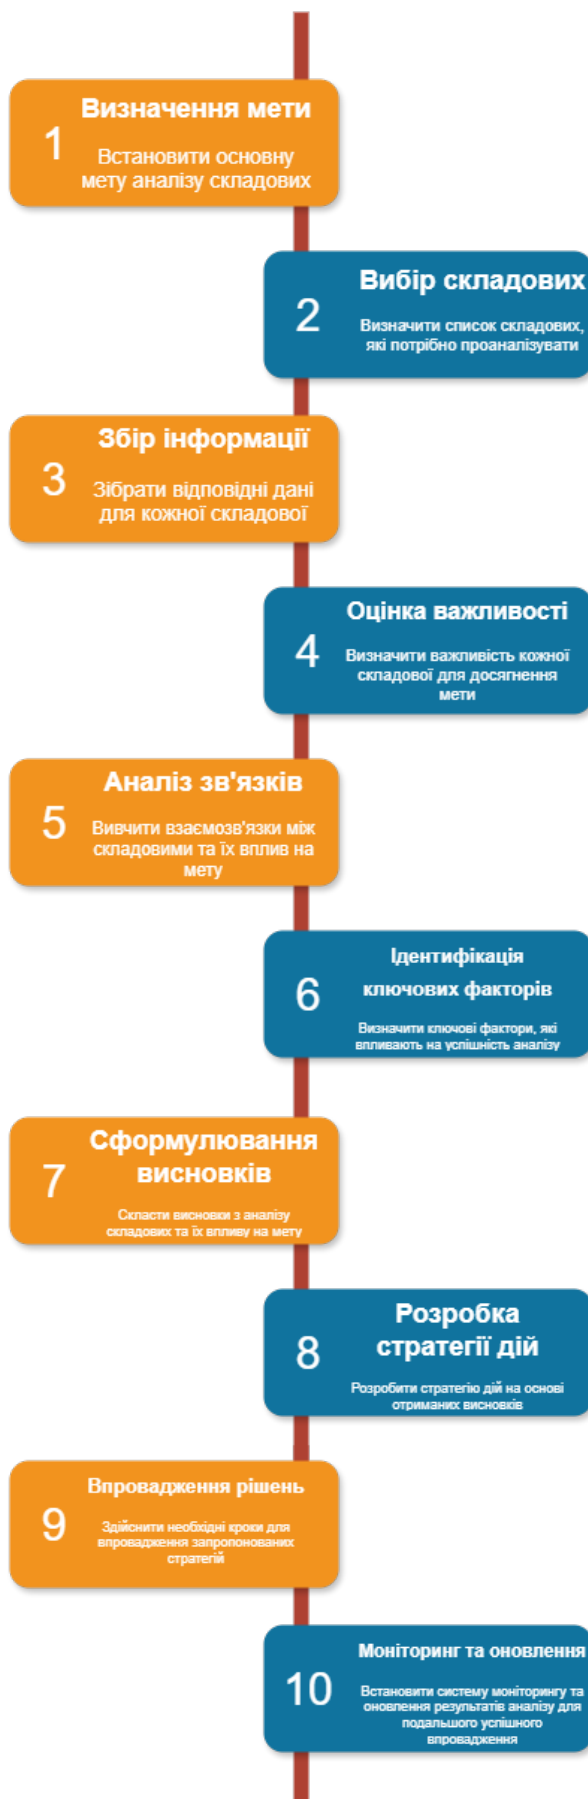 1
Визначення мети
Встановити основну
мету аналізу складових
2
Вибір складових
Визначити список складових,
які потрібно проаналізувати
3
Збір інформації
Зібрати відповідні дані
для кожної складової
4
Оцінка важливості
Визначити важливість кожної
складової для досягнення
мети
5
Аналіз зв'язків
Вивчити взаємозв'язки між
складовими та їх вплив на
мету
6
Ідентифікація
ключових факторів
Визначити ключові фактори, які
впливають на успішність аналізу
7
Сформулювання
висновків
Скласти висновки з аналізу
складових та їх впливу на мету
8
Розробка
стратегії дій
Розробити стратегію дій на основі
отриманих висновків
9
Впровадження рішень
Здійснити необхідні кроки для
впровадження запропонованих
стратегій
10
Моніторинг та оновлення
Встановити систему моніторингу та
оновлення результатів аналізу для
подальшого успішного
впровадження